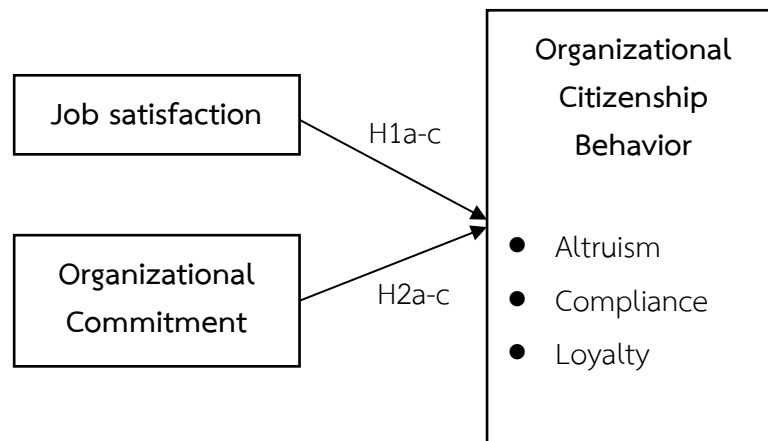 Job satisfaction
H1a-c
Organizational
Commitment
H2a-c
Organizational
Citizenship
Behavior
● Altruism
● Compliance
● Loyalty